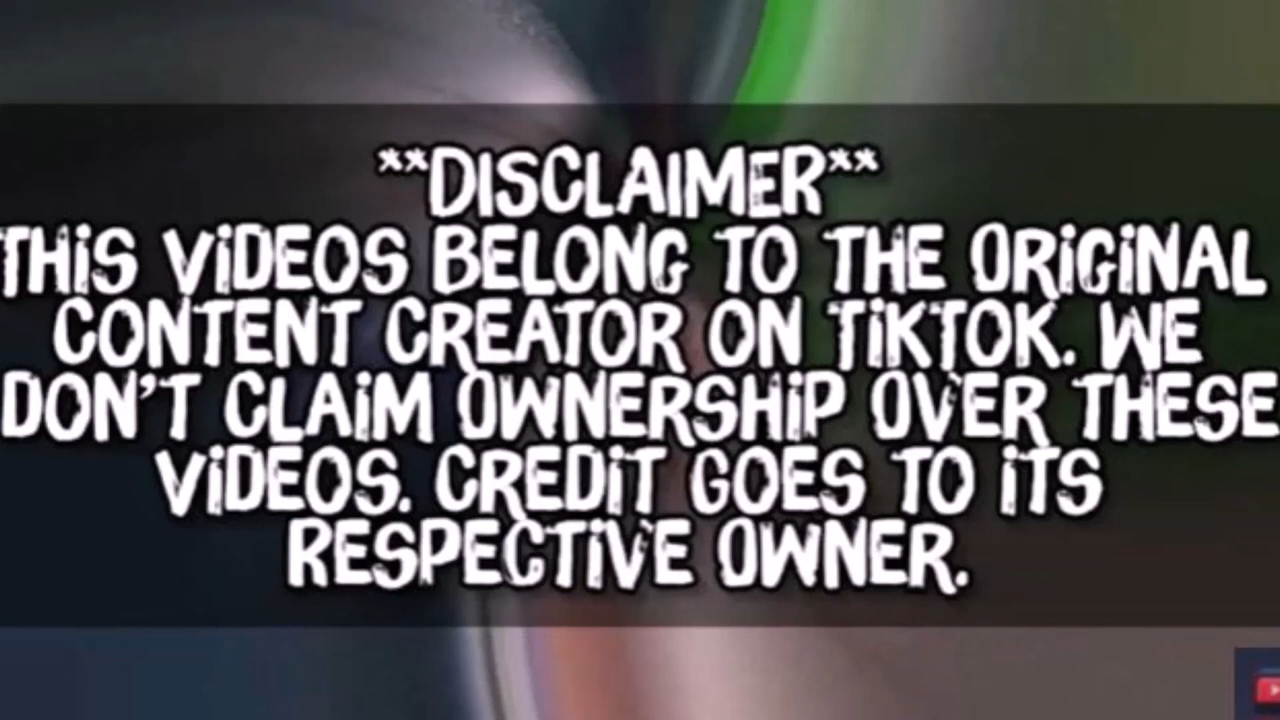 **DISCLAIMER**
THIS VIDEOS BELONG TO THE ORIGINAL
CONTENT CREATOR ON TIKTOK. WE
DON'T CLAIM OWNERSHIP OVER THESE
VIDEOS. CREDIT GOES TO ITS
RESPECTIVE OWNER.